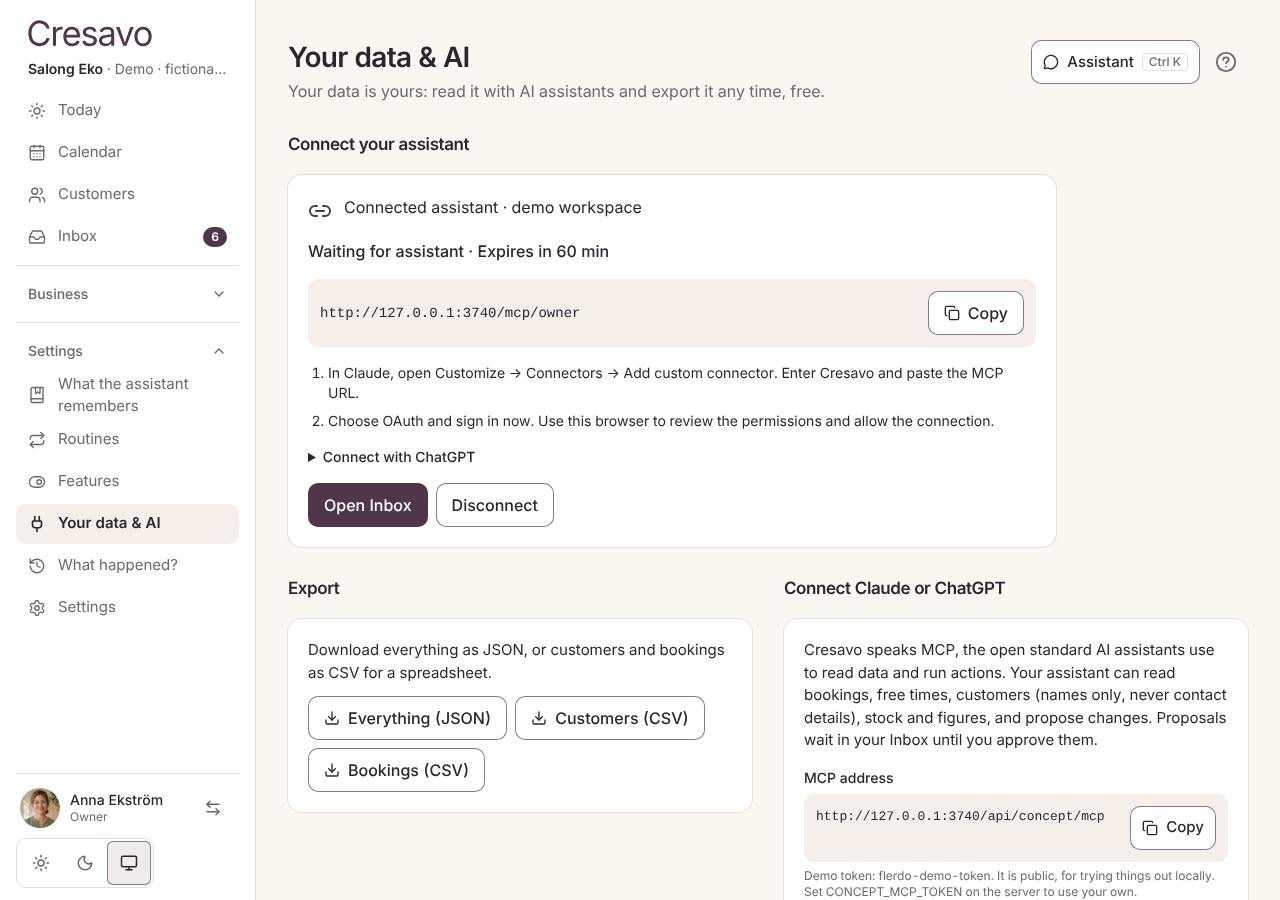 Cresavo
Salong Eko · Demo · fictiona...
Today
Calendar
Customers
Inbox
6
Business
Settings
What the assistant
remembers
Routines
Features
Your data & AI
What happened?
Settings
Anna Ekström
Owner
Your data & AI
Your data is yours: read it with AI assistants and export it any time, free.
Assistant
Ctrl K
Connect your assistant
Connected assistant · demo workspace
Waiting for assistant · Expires in 60 min
http://127.0.0.1:3740/mcp/owner
Copy
1. In Claude, open Customize → Connectors → Add custom connector. Enter Cresavo and paste the MCP
URL.
2. Choose OAuth and sign in now. Use this browser to review the permissions and allow the connection.
Connect with ChatGPT
Open Inbox
Disconnect
Export
Download everything as JSON, or customers and bookings
as CSV for a spreadsheet.
Everything (JSON)
Customers (CSV)
Bookings (CSV)
Connect Claude or ChatGPT
Cresavo speaks MCP, the open standard AI assistants use
to read data and run actions. Your assistant can read
bookings, free times, customers (names only, never contact
details), stock and figures, and propose changes. Proposals
wait in your Inbox until you approve them.
MCP address
http://127.0.0.1:3740/api/concept/mcp
Copy
Demo token: flerdo-demo-token. It is public, for trying things out locally.
Set CONCEPT_MCP_TOKEN on the server to use your own.